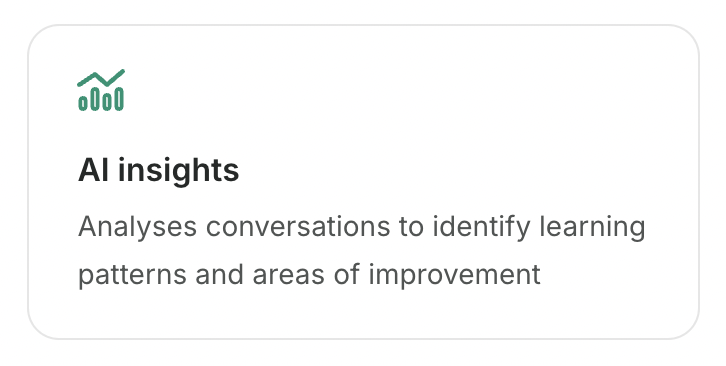 AI insights
Analyses conversations to identify learning
patterns and areas of improvement